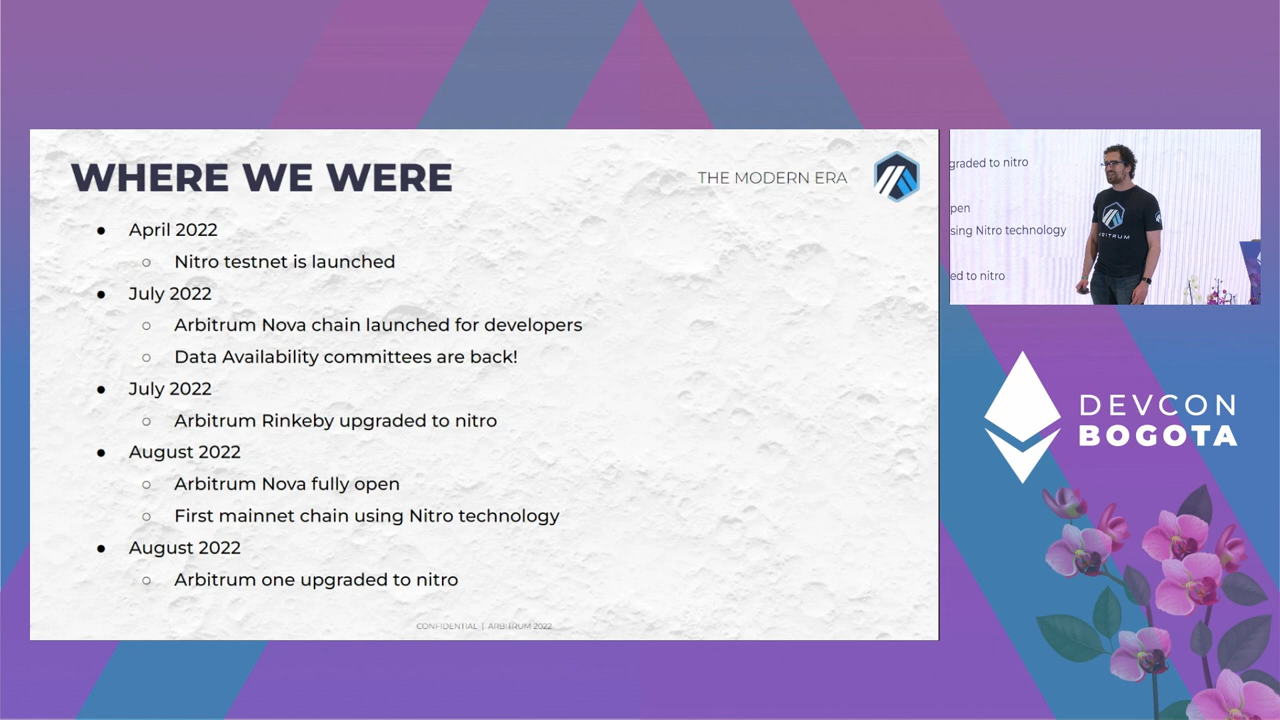 WHERE WE WERE
THE MODERN ERA
● April 2022
○ Nitro testnet is launched
● July 2022
○ Arbitrum Nova chain launched for developers
○ Data Availability committees are back!
● July 2022
○ Arbitrum Rinkeby upgraded to nitro
● August 2022
○ Arbitrum Nova fully open
○ First mainnet chain using Nitro technology
● August 2022
○ Arbitrum one upgraded to nitro
CONFIDENTIAL | ARBITRUM 2022
graded to nitro
pen
sing Nitro technology
ed to nitro
ARBITRUM
DEVCON
BOGOTA